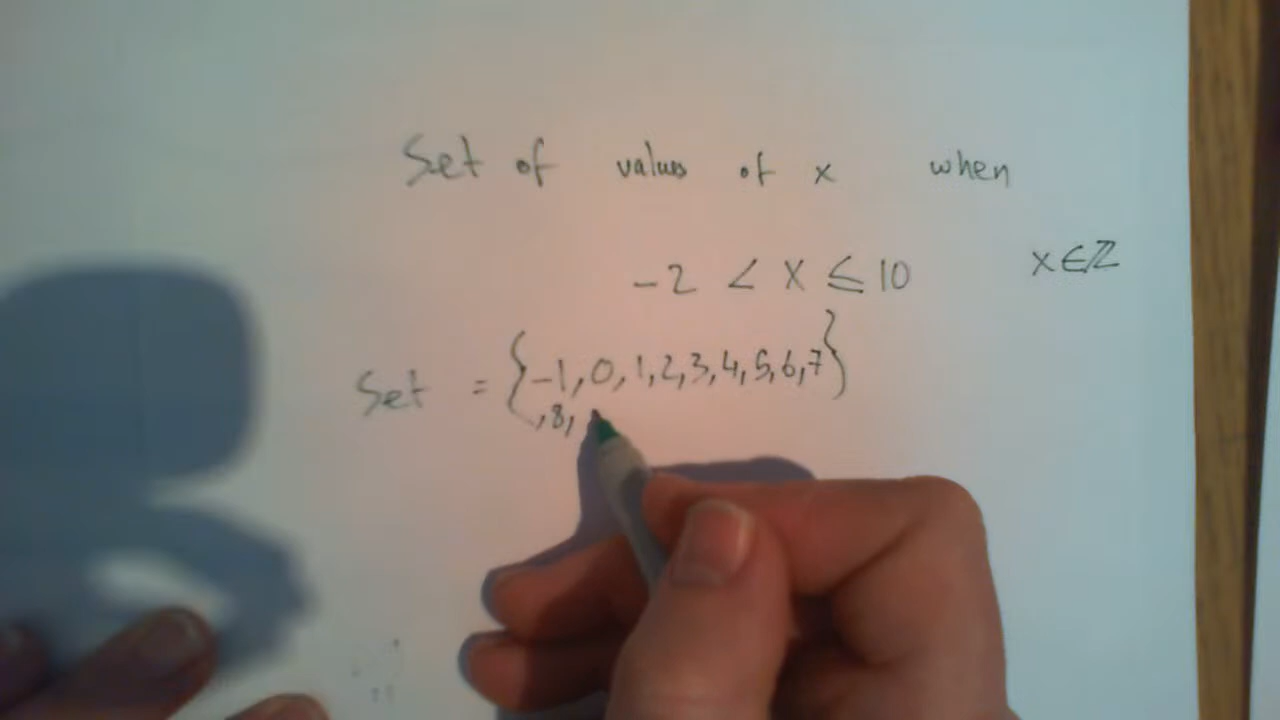 Set of values of x when
-2 < x ≤ 10 x∈ℤ
Set = {-1, 0, 1, 2, 3, 4, 5, 6, 7}
, 8,